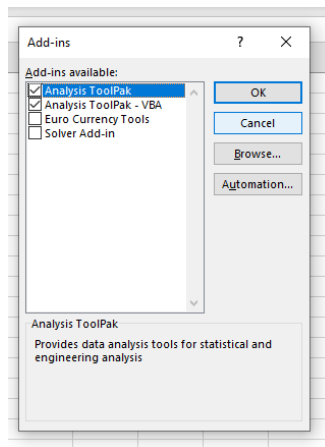 Add-ins ? ×
Add-ins available:
Analysis ToolPak
Analysis ToolPak - VBA
Euro Currency Tools
Solver Add-in
OK
Cancel
Browse...
Automation...
Analysis ToolPak
Provides data analysis tools for statistical and
engineering analysis